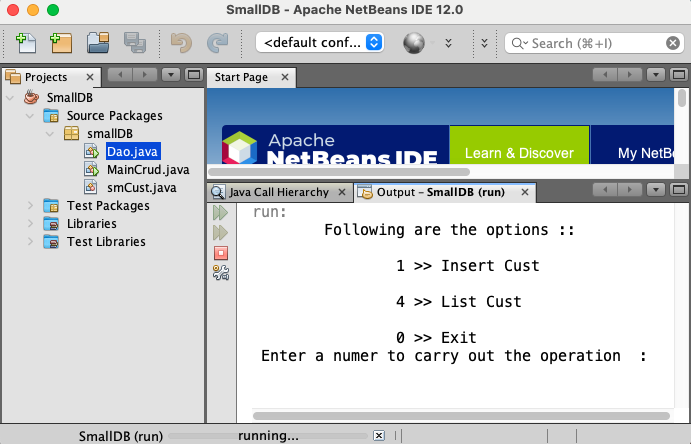 SmallDB - Apache NetBeans IDE 12.0
<default conf...
Search (⌘+I)
Projects
SmallDB
Source Packages
smallDB
Dao.java
MainCrud.java
smCust.java
Test Packages
Libraries
Test Libraries
Start Page
Apache
NetBeans IDE
Learn & Discover
My NetB
Java Call Hierarchy
Output - SmallDB (run)
run:
Following are the options ::
1 >> Insert Cust
4 >> List Cust
0 >> Exit
Enter a numer to carry out the operation  :
SmallDB (run)
running...